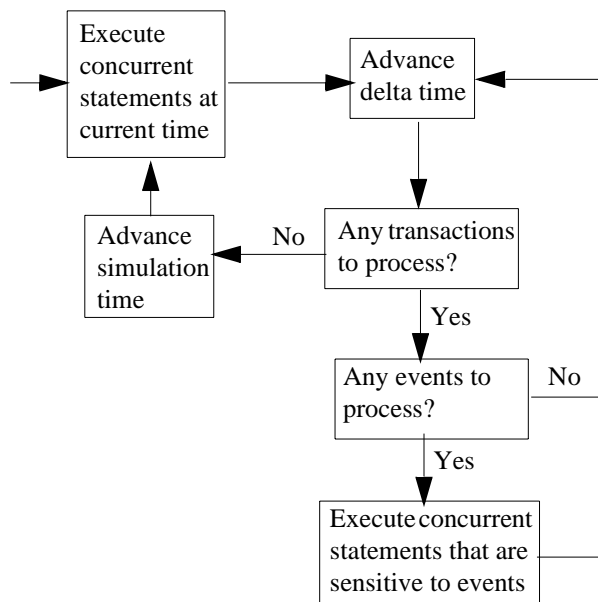 Execute
concurrent
statements at
current time
Advance
delta time
Advance
simulation
time
No
Any transactions
to process?
Yes
Any events to
process?
No
Yes
Execute concurrent
statements that are
sensitive to events